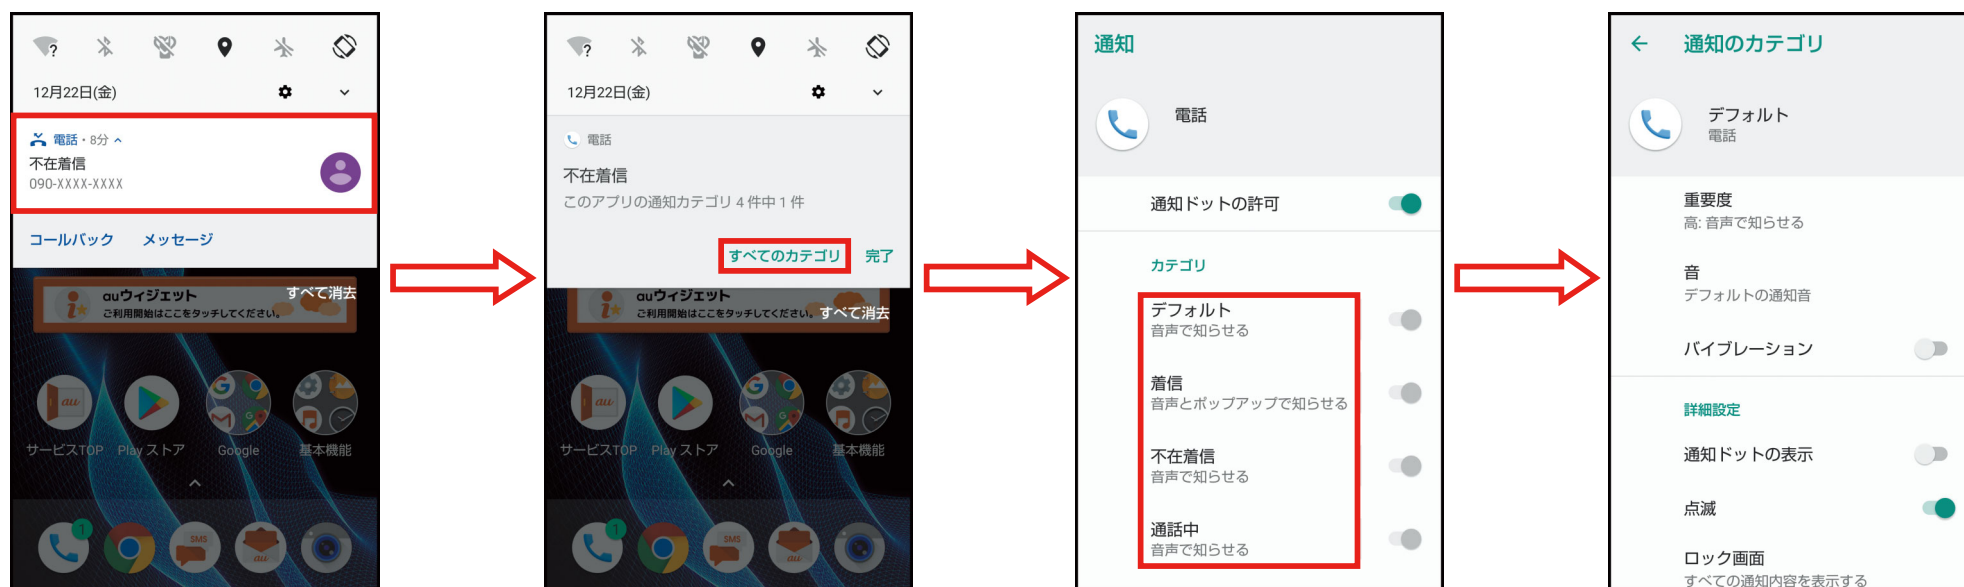 12月22日(金)
電話・8分
不在着信
090-XXXX-XXXX
コールバック メッセージ
auウィジェット
ご利用開始はここをタッチしてください。
すべて消去
au
サービスTOP Play ストア Google 基本機能
1
SMS
au
12月22日(金)
電話
不在着信
このアプリの通知カテゴリ 4 件中 1 件
すべてのカテゴリ 完了
auウィジェット
ご利用開始はここをタッチしてください。
すべて消去
au
サービスTOP Play ストア Google 基本機能
1
SMS
au
通知
電話
通知ドットの許可
カテゴリ
デフォルト
音声で知らせる
着信
音声とポップアップで知らせる
不在着信
音声で知らせる
通話中
音声で知らせる
通知のカテゴリ
デフォルト
電話
重要度
高: 音声で知らせる
音
デフォルトの通知音
バイブレーション
詳細設定
通知ドットの表示
点滅
ロック画面
すべての通知内容を表示する